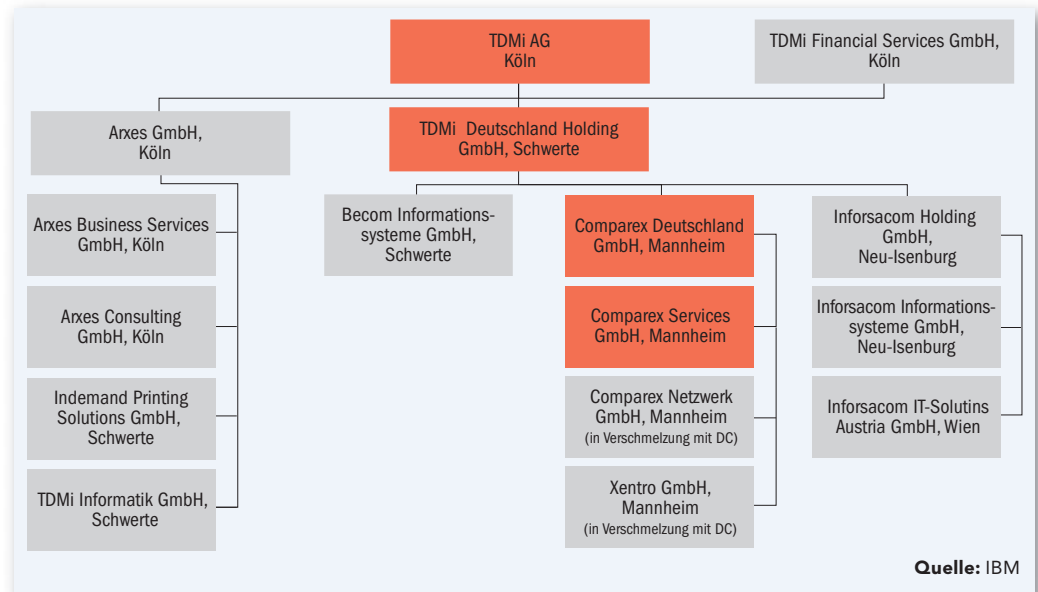 TDMi AG
Köln
TDMi Financial Services GmbH,
Köln
Arxes GmbH,
Köln
TDMi Deutschland Holding
GmbH, Schwerte
Arxes Business Services
GmbH, Köln
Arxes Consulting
GmbH, Köln
Indemand Printing
Solutions GmbH,
Schwerte
TDMi Informatik GmbH,
Schwerte
Becom Informations-
systeme GmbH,
Schwerte
Comparex Deutschland
GmbH, Mannheim
Comparex Services
GmbH, Mannheim
Comparex Netzwerk
GmbH, Mannheim
(in Verschmelzung mit DC)
Xentro GmbH,
Mannheim
(in Verschmelzung mit DC)
Inforsacom Holding
GmbH,
Neu-Isenburg
Inforsacom Informations-
systeme GmbH,
Neu-Isenburg
Inforsacom IT-Solutins
Austria GmbH, Wien
Quelle: IBM